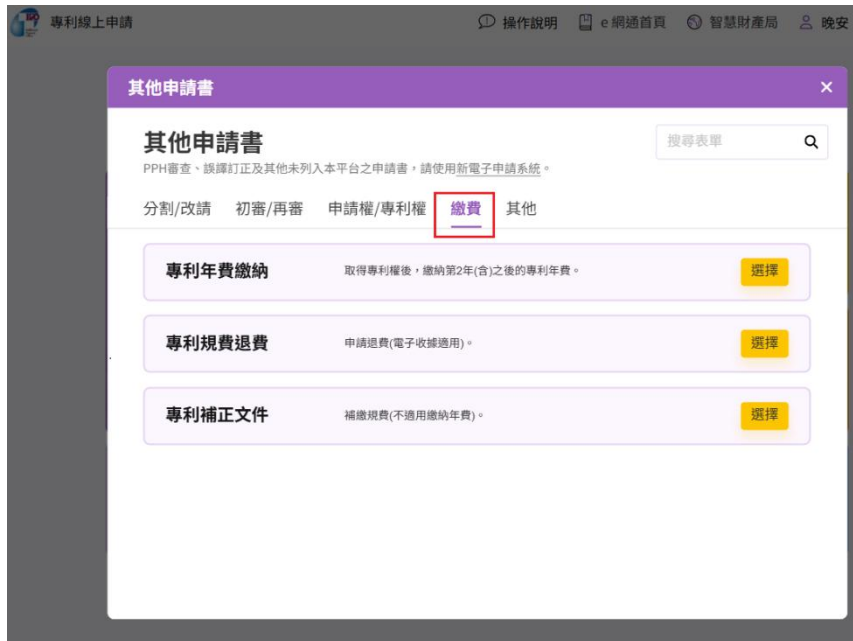 專利線上申請 操作說明 e 網通首頁 智慧財產局 晚安
其他申請書 ×
其他申請書 搜尋表單
PPH審查、誤譯訂正及其他未列入本平台之申請書,請使用新電子申請系統。
分割/改請 初審/再審 申請權/專利權 繳費 其他
專利年費繳納 取得專利權後,繳納第2年(含)之後的專利年費。 選擇
專利規費退費 申請退費(電子收據適用)。 選擇
專利補正文件 補繳規費(不適用繳納年費)。 選擇